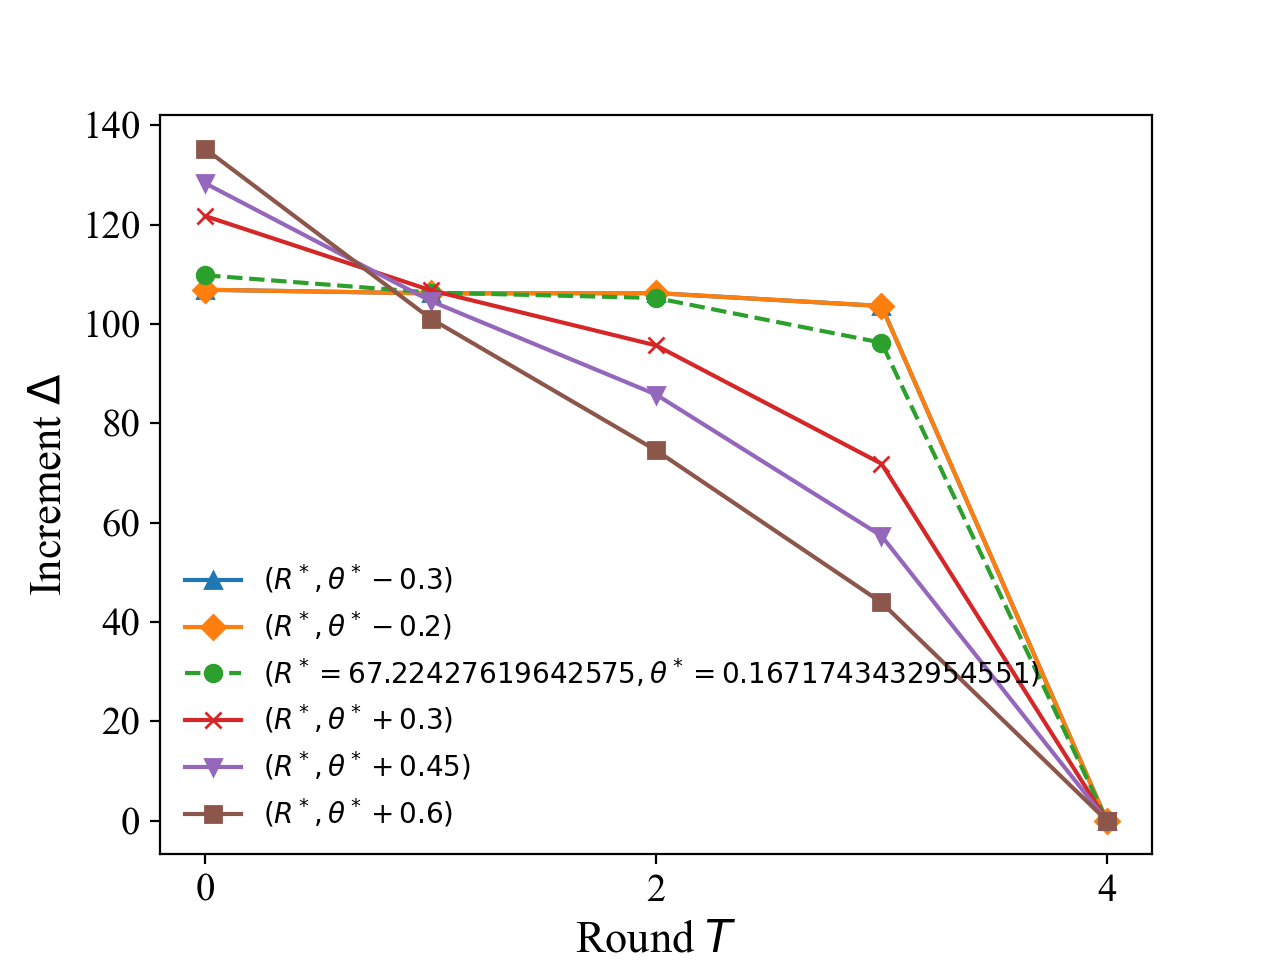 140
120
100
80
60
40
20
0
Increment Δ
(R*, θ* − 0.3)
(R*, θ* − 0.2)
(R* = 67.22427619642575, θ* = 0.1671743432954551)
(R*, θ* + 0.3)
(R*, θ* + 0.45)
(R*, θ* + 0.6)
0 2 4
Round T